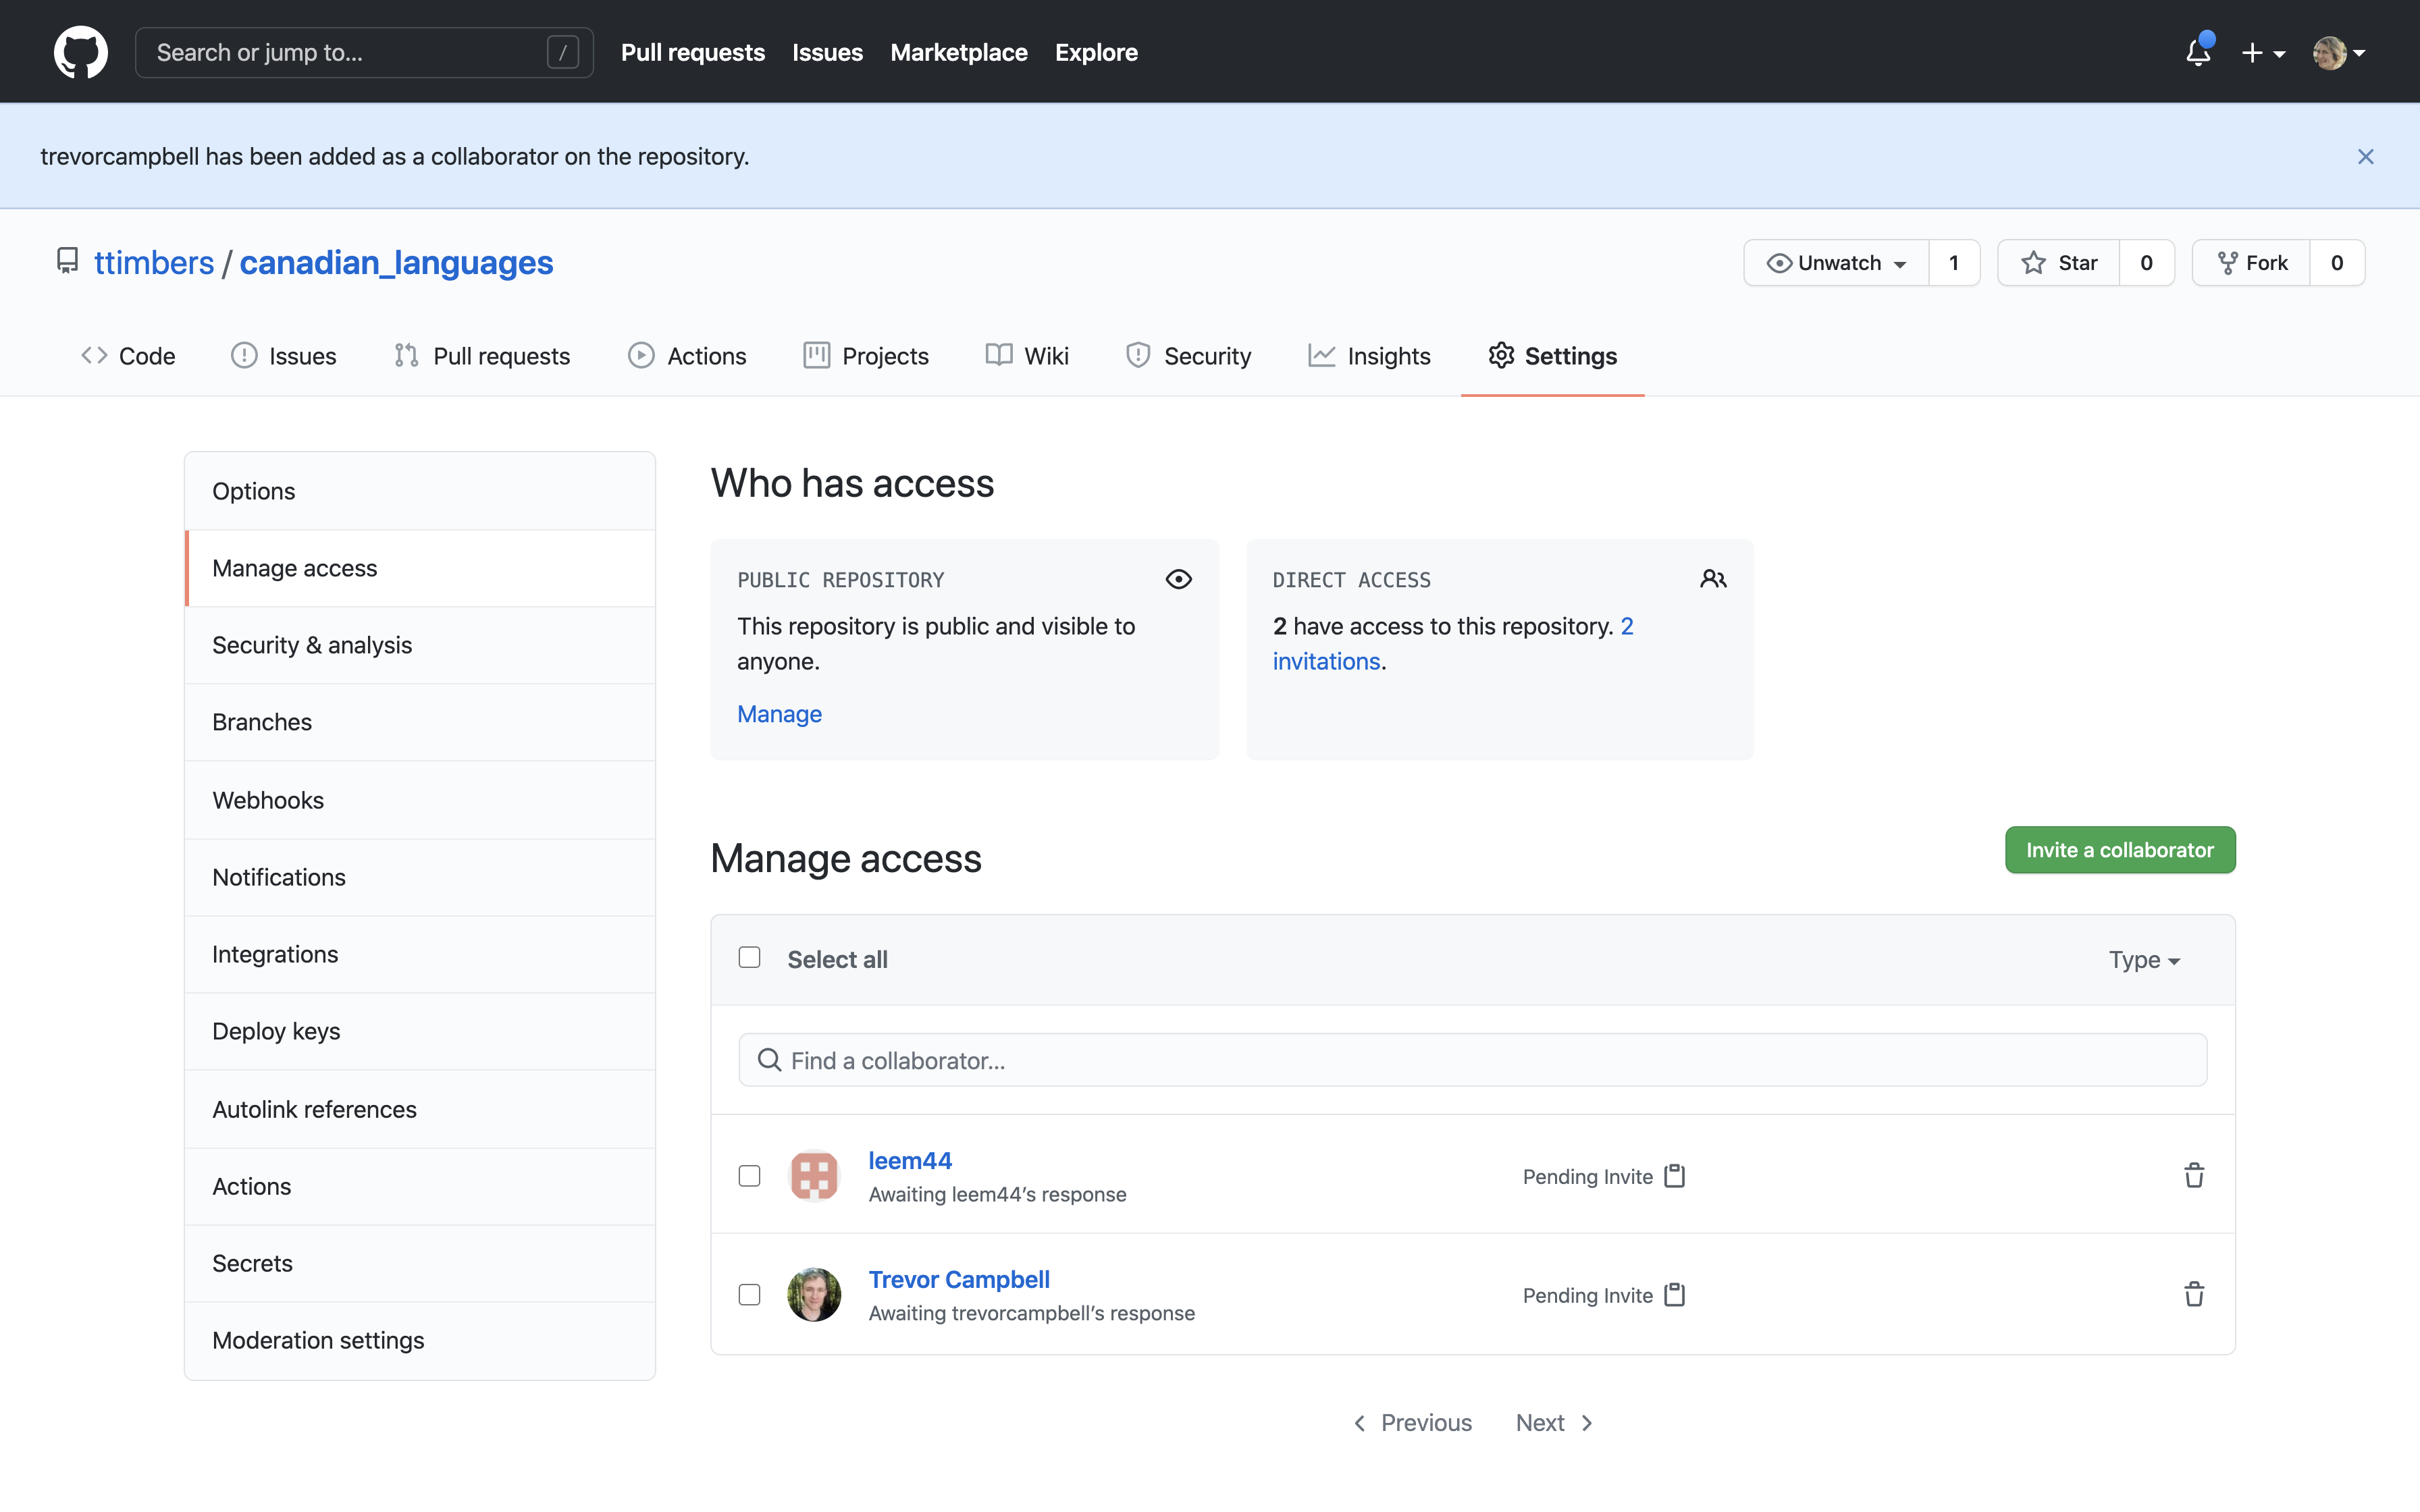 Search or jump to... /
Pull requests Issues Marketplace Explore
trevorcampbell has been added as a collaborator on the repository.
ttimbers / canadian_languages
Unwatch 1 Star 0 Fork 0
Code Issues Pull requests Actions Projects Wiki Security Insights Settings
Options
Manage access
Security & analysis
Branches
Webhooks
Notifications
Integrations
Deploy keys
Autolink references
Actions
Secrets
Moderation settings
Who has access
PUBLIC REPOSITORY
This repository is public and visible to
anyone.
Manage
DIRECT ACCESS
2 have access to this repository. 2
invitations.
Manage access
Invite a collaborator
Select all
Type
Find a collaborator...
leem44
Awaiting leem44’s response
Pending Invite
Trevor Campbell
Awaiting trevorcampbell’s response
Pending Invite
Previous Next